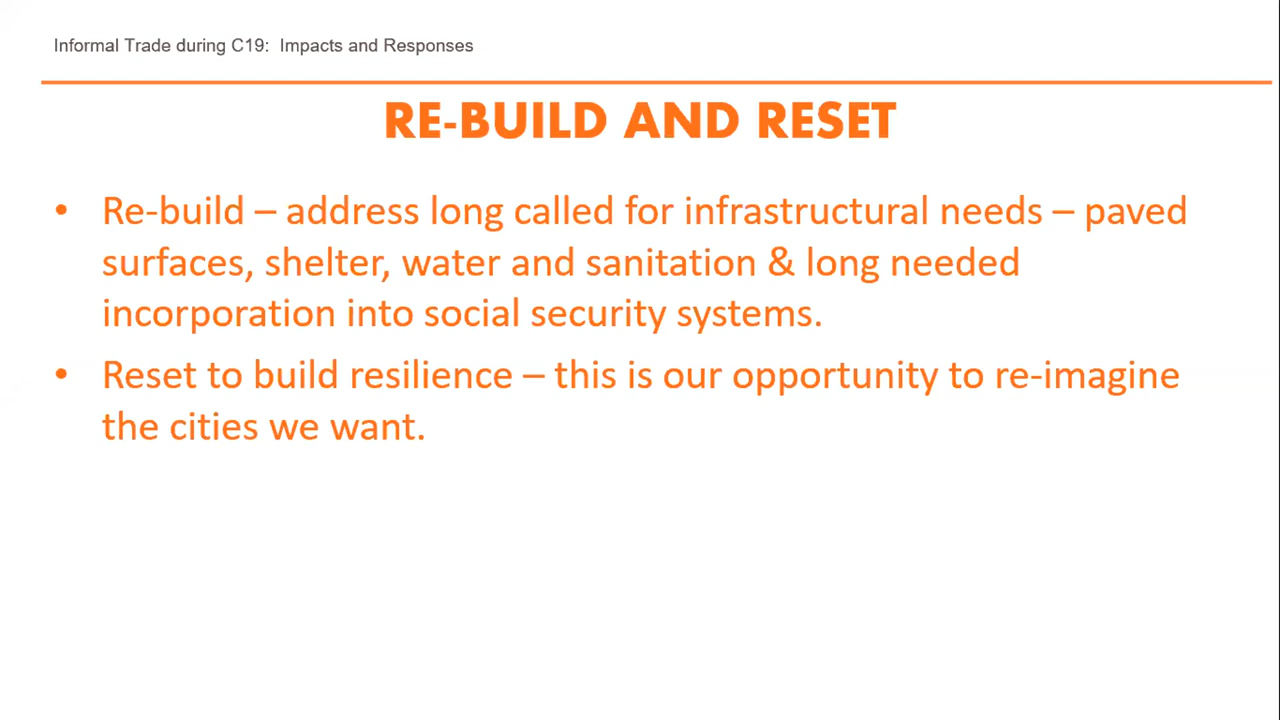 Informal Trade during C19:  Impacts and Responses
RE-BUILD AND RESET
• Re-build – address long called for infrastructural needs – paved
surfaces, shelter, water and sanitation & long needed
incorporation into social security systems.
• Reset to build resilience – this is our opportunity to re-imagine
the cities we want.